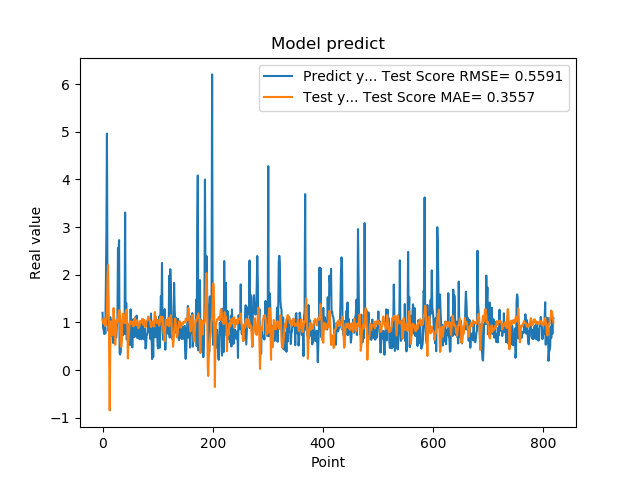 Model predict
Predict y... Test Score RMSE= 0.5591
Test y... Test Score MAE= 0.3557
6
5
4
3
2
1
0
−1
Real value
0
200
400
600
800
Point